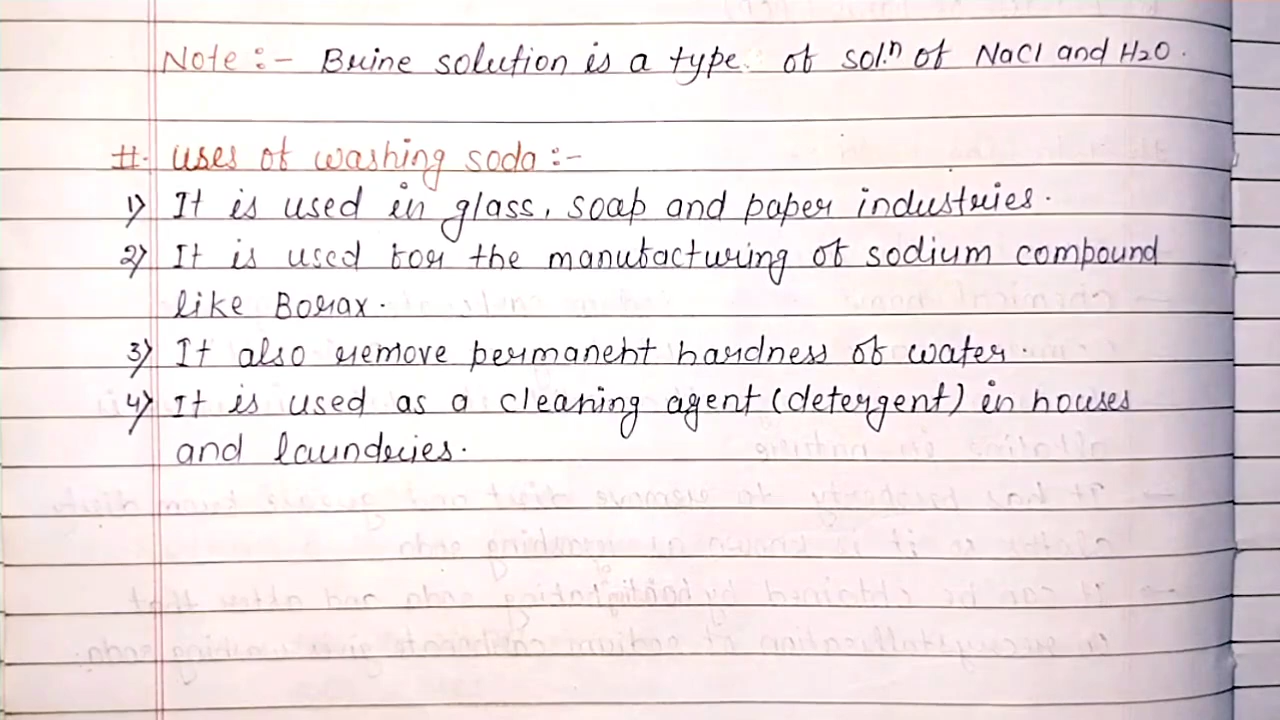 Note :- Brine solution is a type of sol.n of NaCl and H2O.
#. uses of washing soda :-
1) It is used in glass, soap and paper industries.
2) It is used for the manufacturing of sodium compound
like Borax.
3) It also remove permanent hardness of water.
4) It is used as a cleaning agent (detergent) in houses
and laundries.